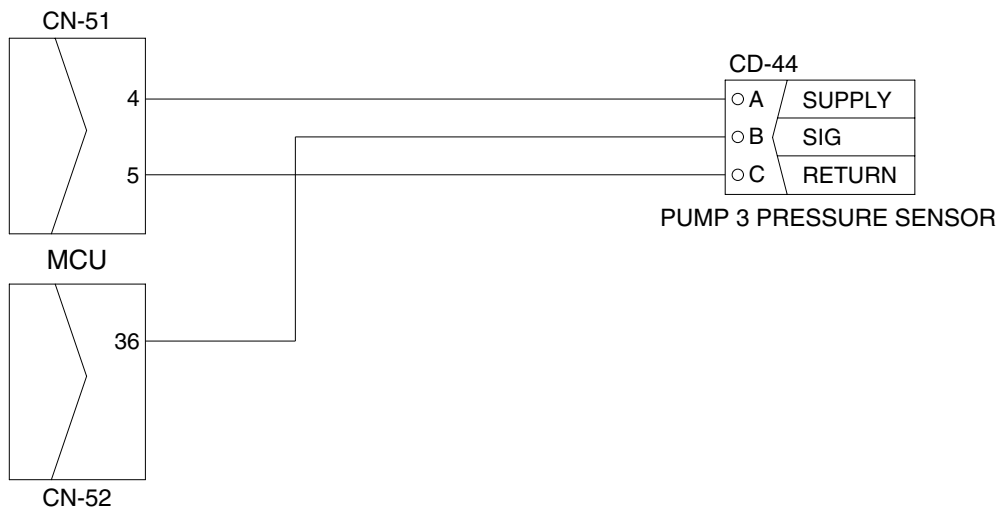 CN-51
4
5
MCU
36
CN-52
CD-44
A SUPPLY
B SIG
C RETURN
PUMP 3 PRESSURE SENSOR